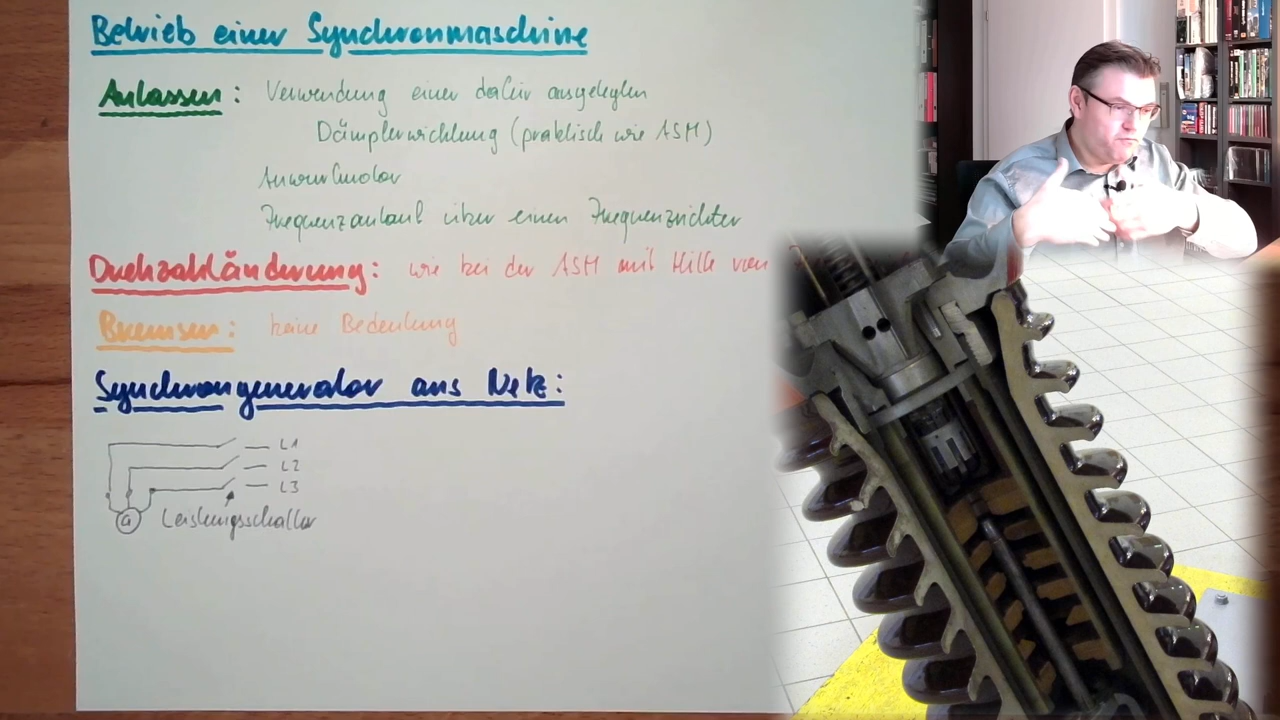 Betrieb einer Synchronmaschine
Anlassen: Verwendung einer dafür ausgelegten
Dämpferwicklung (praktisch wie ASM)
Anwurfmotor
Frequenzanlauf über einen Frequenzrichter
Drehzahländerung: wie bei der ASM mit Hilfe von
Bremsen: keine Bedeutung
Synchrongenerator ans Netz:
L1
L2
L3
G Leistungsschalter